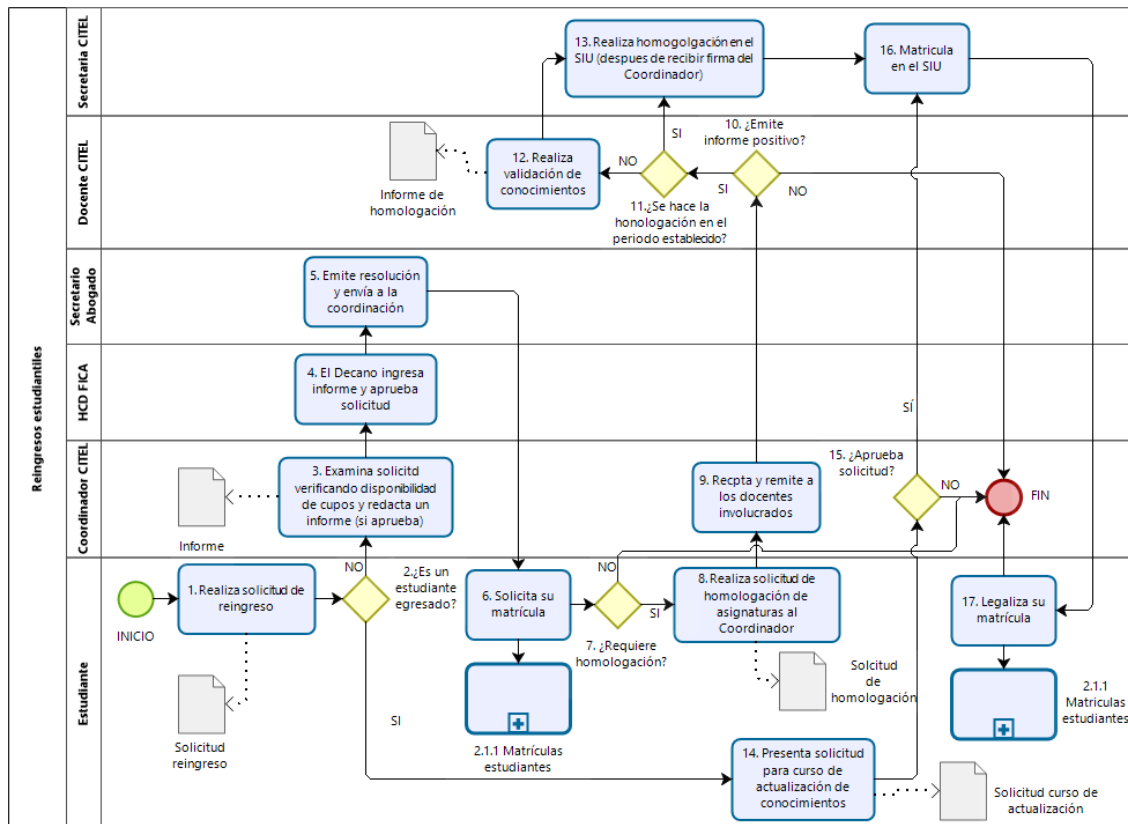 Reingresos estudiantiles
Secretaria CITEL
13. Realiza homogolgación en el
SIU (despues de recibir firma del
Coordinador)
16. Matricula
en el SIU
Docente CITEL
Informe de
homologación
12. Realiza
validación de
conocimientos
NO
SI
11.¿Se hace la
honologación en el
periodo establecido?
10. ¿Emite
informe positivo?
SI
NO
Secretario
Abogado
5. Emite resolución
y envía a la
coordinación
HCD FICA
4. El Decano ingresa
informe y aprueba
solicitud
SÍ
Coordinador CITEL
Informe
3. Examina solicitd
verificando disponibilidad
de cupos y redacta un
informe (si aprueba)
9. Recpta y remite a
los docentes
involucrados
15. ¿Aprueba
solicitud?
NO
FIN
Estudiante
INICIO
1. Realiza solicitud de
reingreso
Solicitud
reingreso
NO
2.¿Es un
estudiante
egresado?
SI
6. Solicita su
matrícula
2.1.1 Matrículas
estudiantes
NO
SI
7. ¿Requiere
homologación?
8. Realiza solicitud de
homologación de
asignaturas al
Coordinador
Solcitud
de
homologación
14. Presenta solicitud
para curso de
actualización de
conocimientos
Solicitud curso de
actualización
17. Legaliza su
matrícula
2.1.1
Matriculas
estudiantes